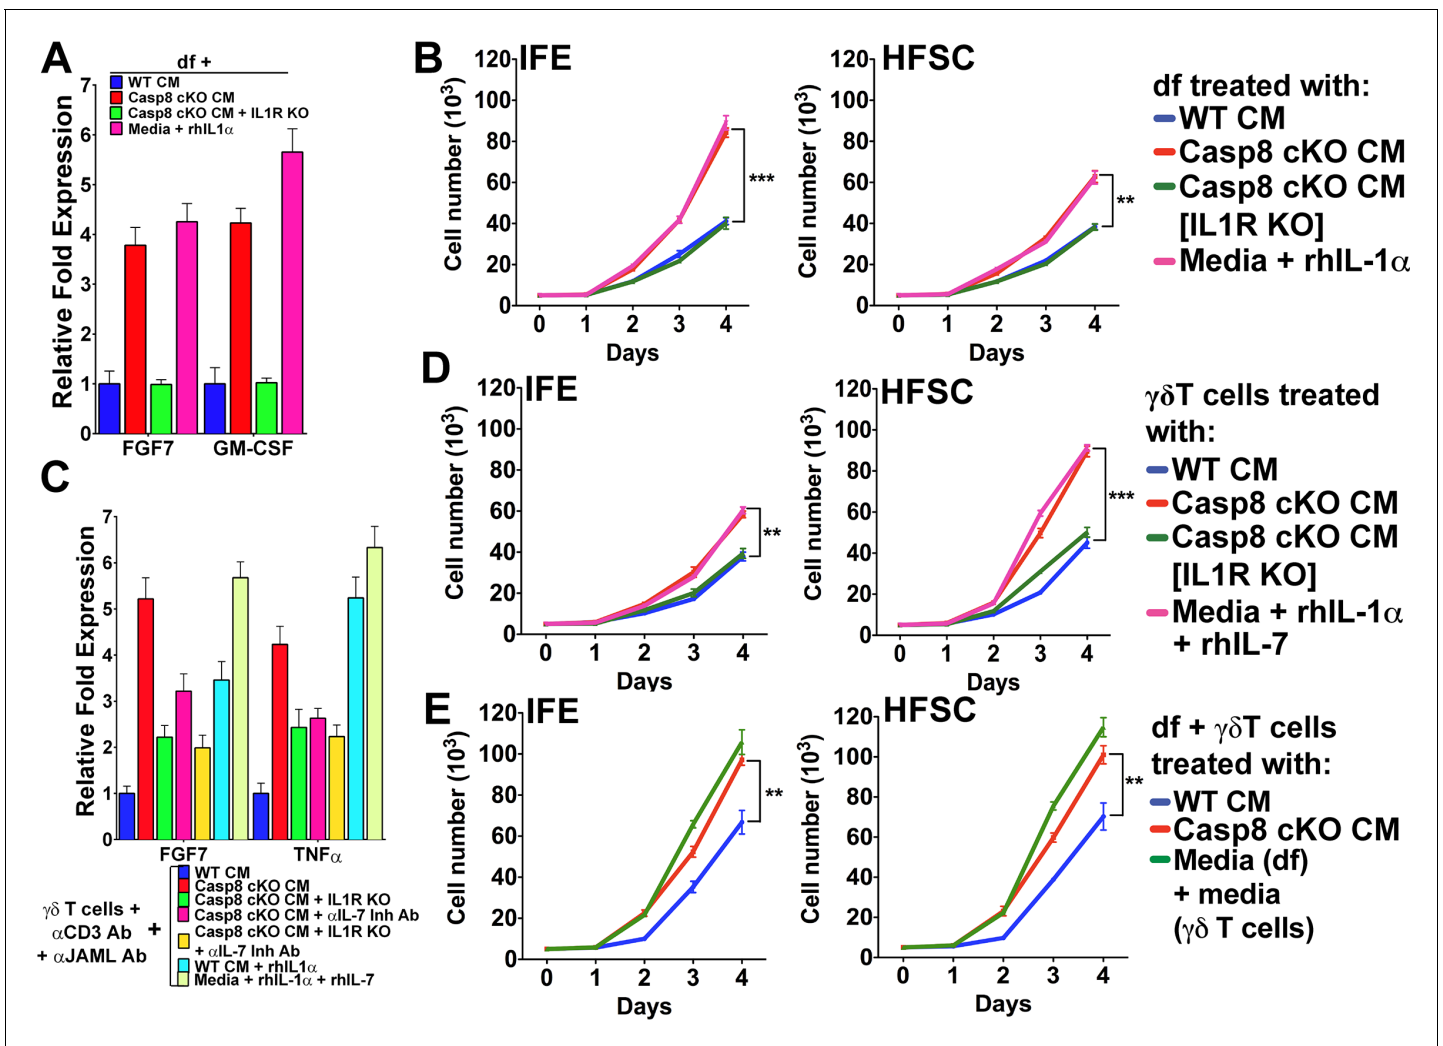 A
df +
WT CM
Casp8 cKO CM
Casp8 cKO CM + IL1R KO
Media + rhIL1α
Relative Fold Expression
7
6
5
4
3
2
1
0
FGF7
GM-CSF
B
IFE
Cell number (10³)
120
100
80
60
40
20
0
0 1 2 3 4
Days
***
HFSC
Cell number (10³)
120
100
80
60
40
20
0
0 1 2 3 4
Days
**
df treated with:
WT CM
Casp8 cKO CM
Casp8 cKO CM
[IL1R KO]
Media + rhIL-1α
C
Relative Fold Expression
7
6
5
4
3
2
1
0
FGF7
TNFα
γδ T cells +
αCD3 Ab
+ αJAML Ab
+
WT CM
Casp8 cKO CM
Casp8 cKO CM + IL1R KO
Casp8 cKO CM + αIL-7 Inh Ab
Casp8 cKO CM + IL1R KO
+ αIL-7 Inh Ab
WT CM + rhIL1α
Media + rhIL-1α + rhIL-7
D
IFE
Cell number (10³)
120
100
80
60
40
20
0
0 1 2 3 4
Days
**
HFSC
Cell number (10³)
120
100
80
60
40
20
0
0 1 2 3 4
Days
***
γδT cells treated
with:
WT CM
Casp8 cKO CM
Casp8 cKO CM
[IL1R KO]
Media + rhIL-1α
+ rhIL-7
E
IFE
Cell number (10³)
120
100
80
60
40
20
0
0 1 2 3 4
Days
**
HFSC
Cell number (10³)
120
100
80
60
40
20
0
0 1 2 3 4
Days
**
df + γδT cells
treated with:
WT CM
Casp8 cKO CM
Media (df)
+ media
(γδ T cells)